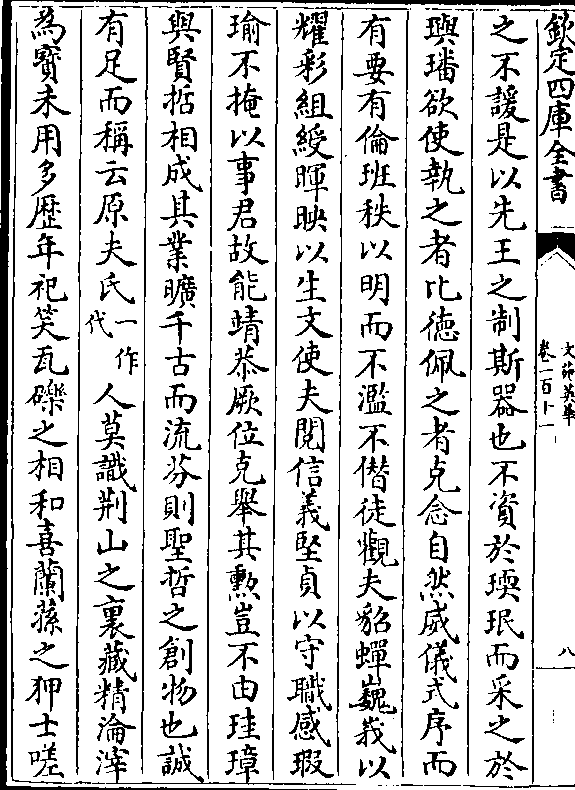 欽定四庫全書
文苑英華
卷一百十一
八
之不諼是以先王之制斯器也不資於瑌珉而采之於
璵璠欲使執之者比德佩之者克念自然威儀式序而
有要有倫班秩以明而不濫不僭徒觀夫貂蟬巍峩以
耀彩組綬暉映以生文使夫閱信義堅貞以守職感瑕
瑜不掩以事君故能靖恭厥位克舉其勲豈不由珪璋
與賢括相成其業曠千古而流芬則聖哲之創物也誠
有足而稱云原夫氏一作代人莫識荆山之裏藏精淪滓
為寳未用多歴年祀笑瓦礫之相和喜蘭蓀之狎士嗟